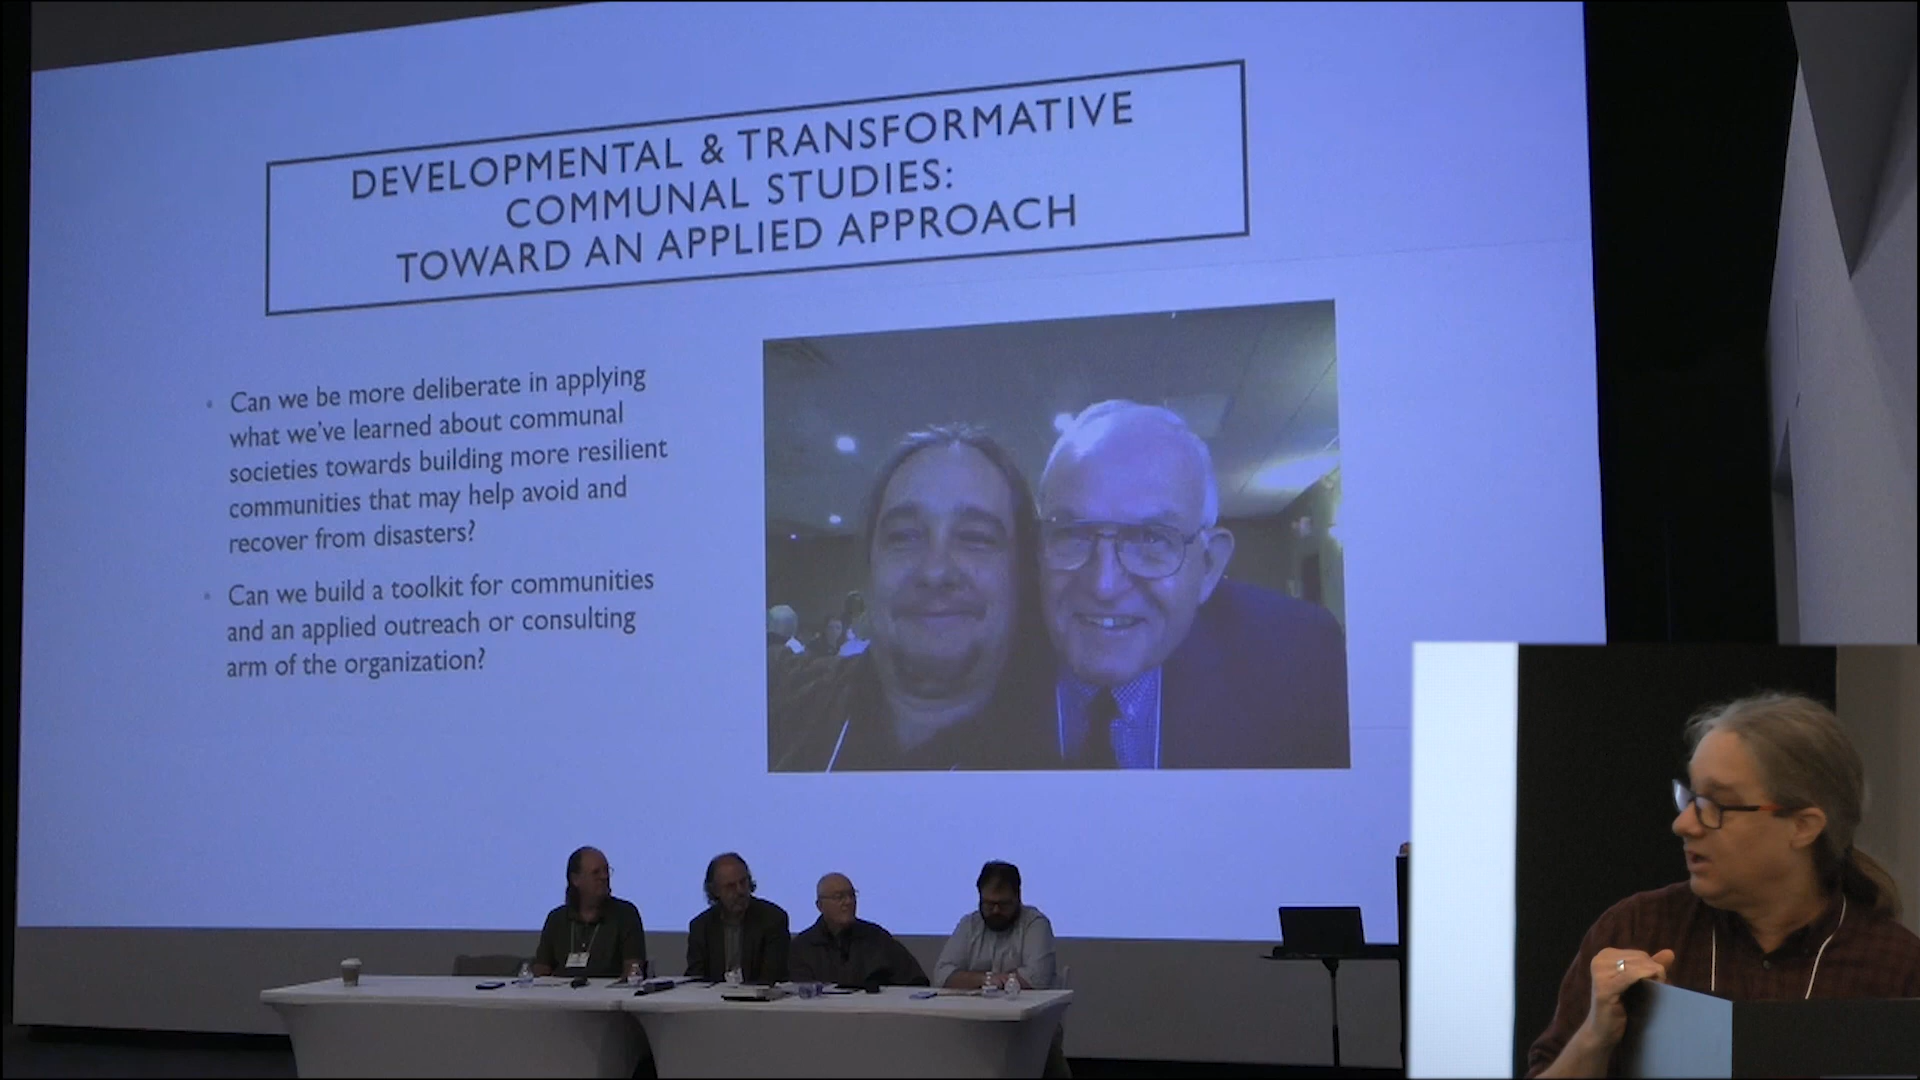 DEVELOPMENTAL & TRANSFORMATIVE
COMMUNAL STUDIES:
TOWARD AN APPLIED APPROACH
• Can we be more deliberate in applying
what we've learned about communal
societies towards building more resilient
communities that may help avoid and
recover from disasters?
• Can we build a toolkit for communities
and an applied outreach or consulting
arm of the organization?